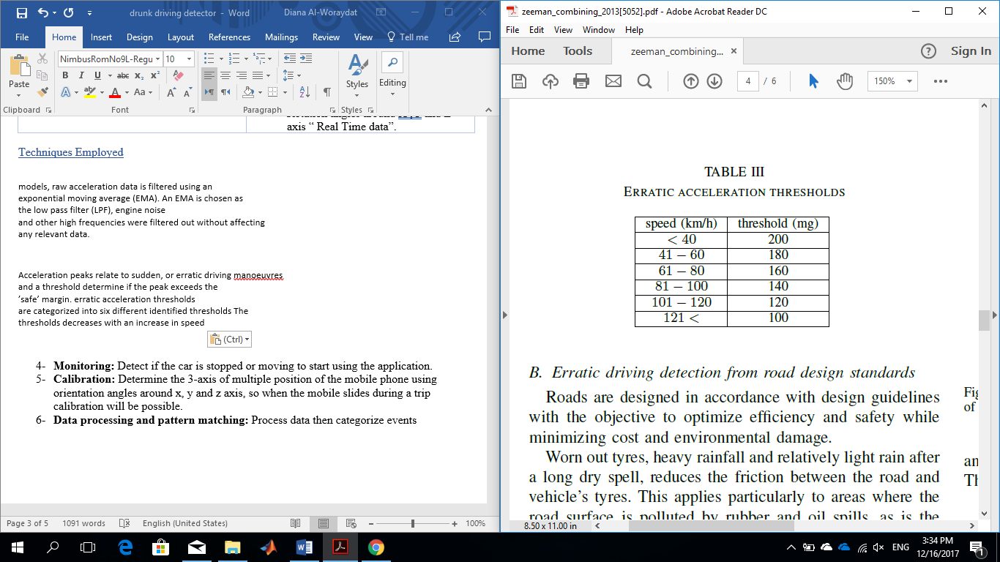 drunk driving detector - Word
Diana Al-Woraydat
File Home Insert Design Layout References Mailings Review View Tell me
NimbusRomNo9L-Regu 10
Paste
B I U abc x₂ x²
A ab A Aa A A
Styles
Editing
Clipboard Font Paragraph Styles
axis “ Real Time data”.
Techniques Employed
models, raw acceleration data is filtered using an
exponential moving average (EMA). An EMA is chosen as
the low pass filter (LPF), engine noise
and other high frequencies were filtered out without affecting
any relevant data.
Acceleration peaks relate to sudden, or erratic driving manoeuvres
and a threshold determine if the peak exceeds the
’safe’ margin. erratic acceleration thresholds
are categorized into six different identified thresholds The
thresholds decreases with an increase in speed
(Ctrl)
4- Monitoring: Detect if the car is stopped or moving to start using the application.
5- Calibration: Determine the 3-axis of multiple position of the mobile phone using
orientation angles around x, y and z axis, so when the mobile slides during a trip
calibration will be possible.
6- Data processing and pattern matching: Process data then categorize events
Page 3 of 5 1091 words English (United States) 100%
zeeman_combining_2013[5052].pdf - Adobe Acrobat Reader DC
File Edit View Window Help
Home Tools zeeman_combining... × ? Sign In
4 / 6 150%
TABLE III
ERRATIC ACCELERATION THRESHOLDS
speed (km/h) threshold (mg)
< 40 200
41 – 60 180
61 – 80 160
81 – 100 140
101 – 120 120
121 < 100
B. Erratic driving detection from road design standards
Roads are designed in accordance with design guidelines
with the objective to optimize efficiency and safety while
minimizing cost and environmental damage.
Worn out tyres, heavy rainfall and relatively light rain after
a long dry spell, reduces the friction between the road and
vehicle's tyres. This applies particularly to areas where the
road surface is polluted by rubber and oil spills, as is the
Fig
of
an
Th
8.50 x 11.00 in
ENG
3:34 PM
12/16/2017
1